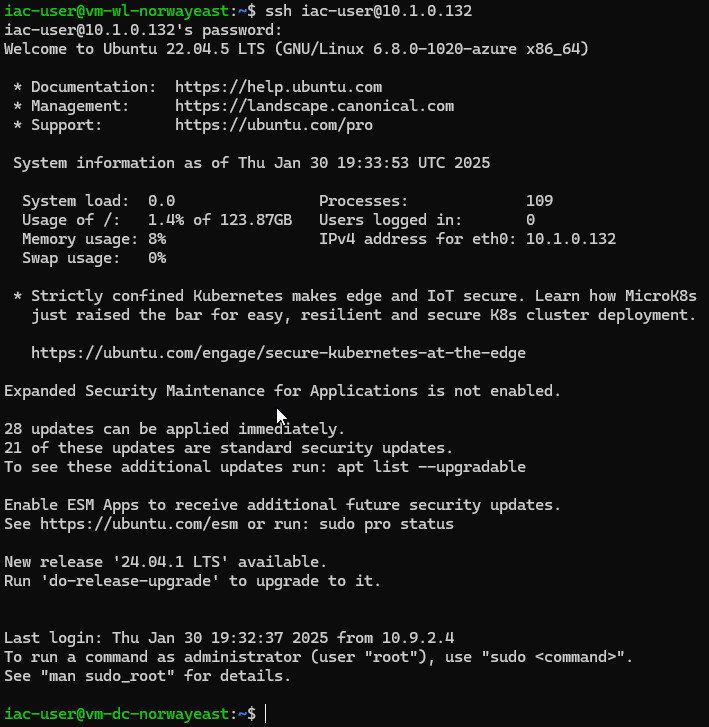 iac-user@vm-wl-norwayeast:~$ ssh iac-user@10.1.0.132
iac-user@10.1.0.132's password:
Welcome to Ubuntu 22.04.5 LTS (GNU/Linux 6.8.0-1020-azure x86_64)

 * Documentation:  https://help.ubuntu.com
 * Management:     https://landscape.canonical.com
 * Support:        https://ubuntu.com/pro

 System information as of Thu Jan 30 19:33:53 UTC 2025

  System load:  0.0                Processes:             109
  Usage of /:   1.4% of 123.87GB   Users logged in:       0
  Memory usage: 8%                 IPv4 address for eth0: 10.1.0.132
  Swap usage:   0%

 * Strictly confined Kubernetes makes edge and IoT secure. Learn how MicroK8s
   just raised the bar for easy, resilient and secure K8s cluster deployment.

   https://ubuntu.com/engage/secure-kubernetes-at-the-edge

Expanded Security Maintenance for Applications is not enabled.

28 updates can be applied immediately.
21 of these updates are standard security updates.
To see these additional updates run: apt list --upgradable

Enable ESM Apps to receive additional future security updates.
See https://ubuntu.com/esm or run: sudo pro status

New release '24.04.1 LTS' available.
Run 'do-release-upgrade' to upgrade to it.


Last login: Thu Jan 30 19:32:37 2025 from 10.9.2.4
To run a command as administrator (user "root"), use "sudo <command>".
See "man sudo_root" for details.

iac-user@vm-dc-norwayeast:~$